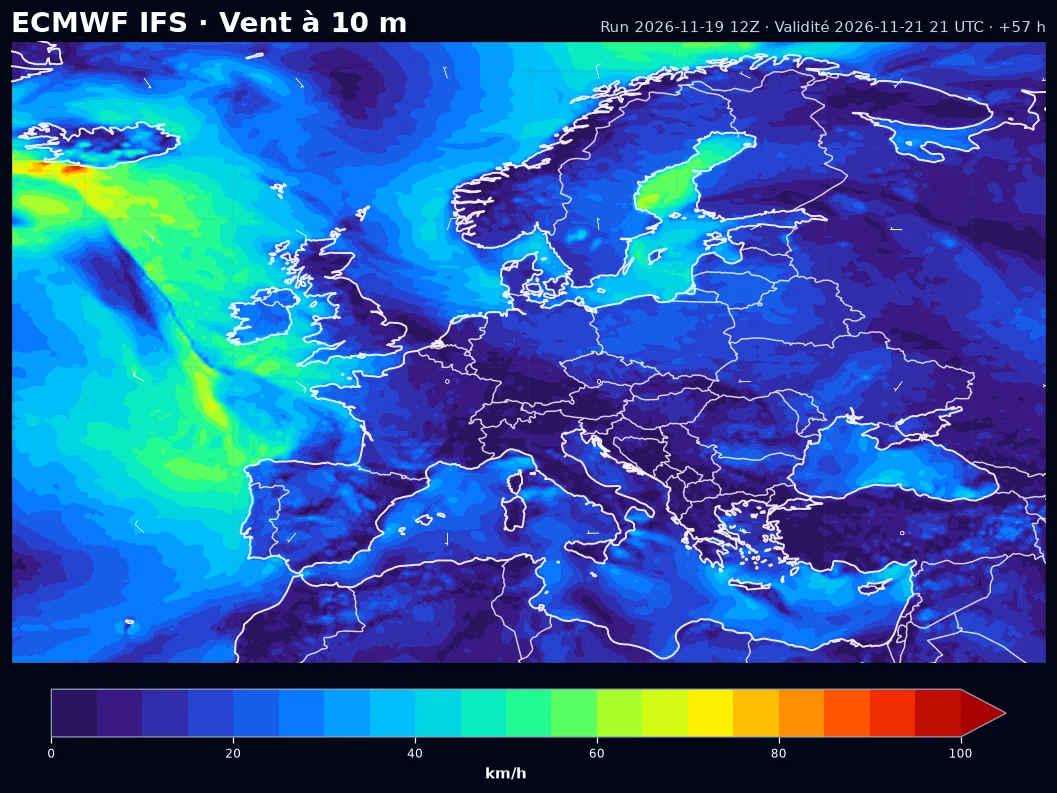 ECMWF IFS · Vent à 10 m
Run 2026-11-19 12Z · Validité 2026-11-21 21 UTC · +57 h
0 20 40 60 80 100
km/h